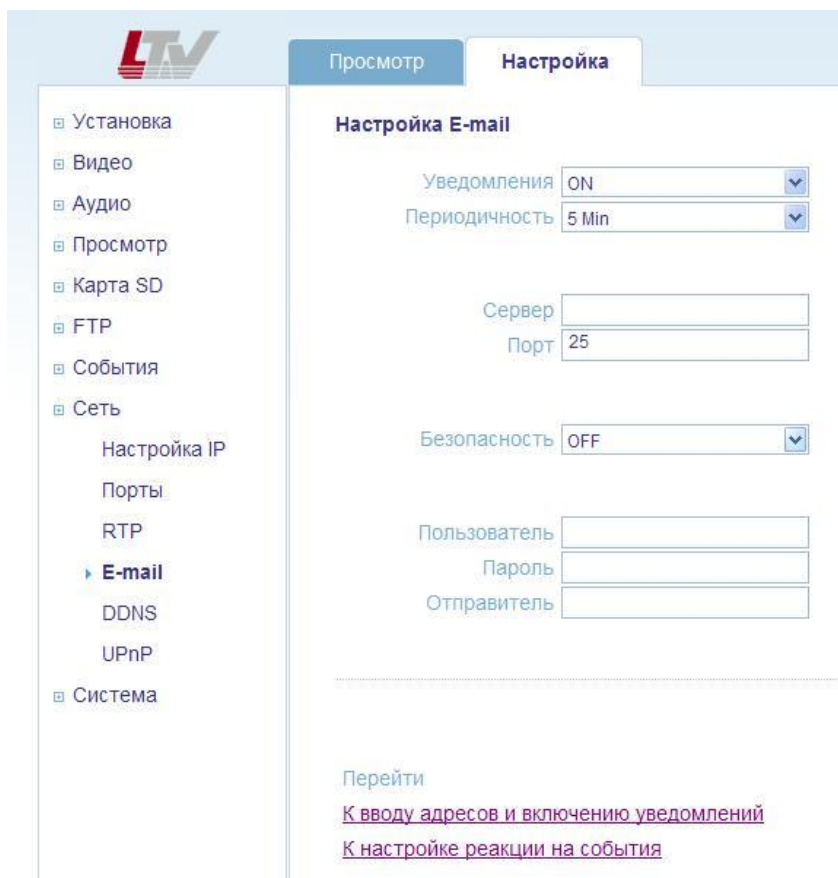 LTV
Просмотр
Настройка
Установка
Видео
Аудио
Просмотр
Карта SD
FTP
События
Сеть
Настройка IP
Порты
RTP
E-mail
DDNS
UPnP
Система
Настройка E-mail
Уведомления ON
Периодичность 5 Min
Сервер
Порт 25
Безопасность OFF
Пользователь
Пароль
Отправитель
Перейти
К вводу адресов и включению уведомлений
К настройке реакции на события